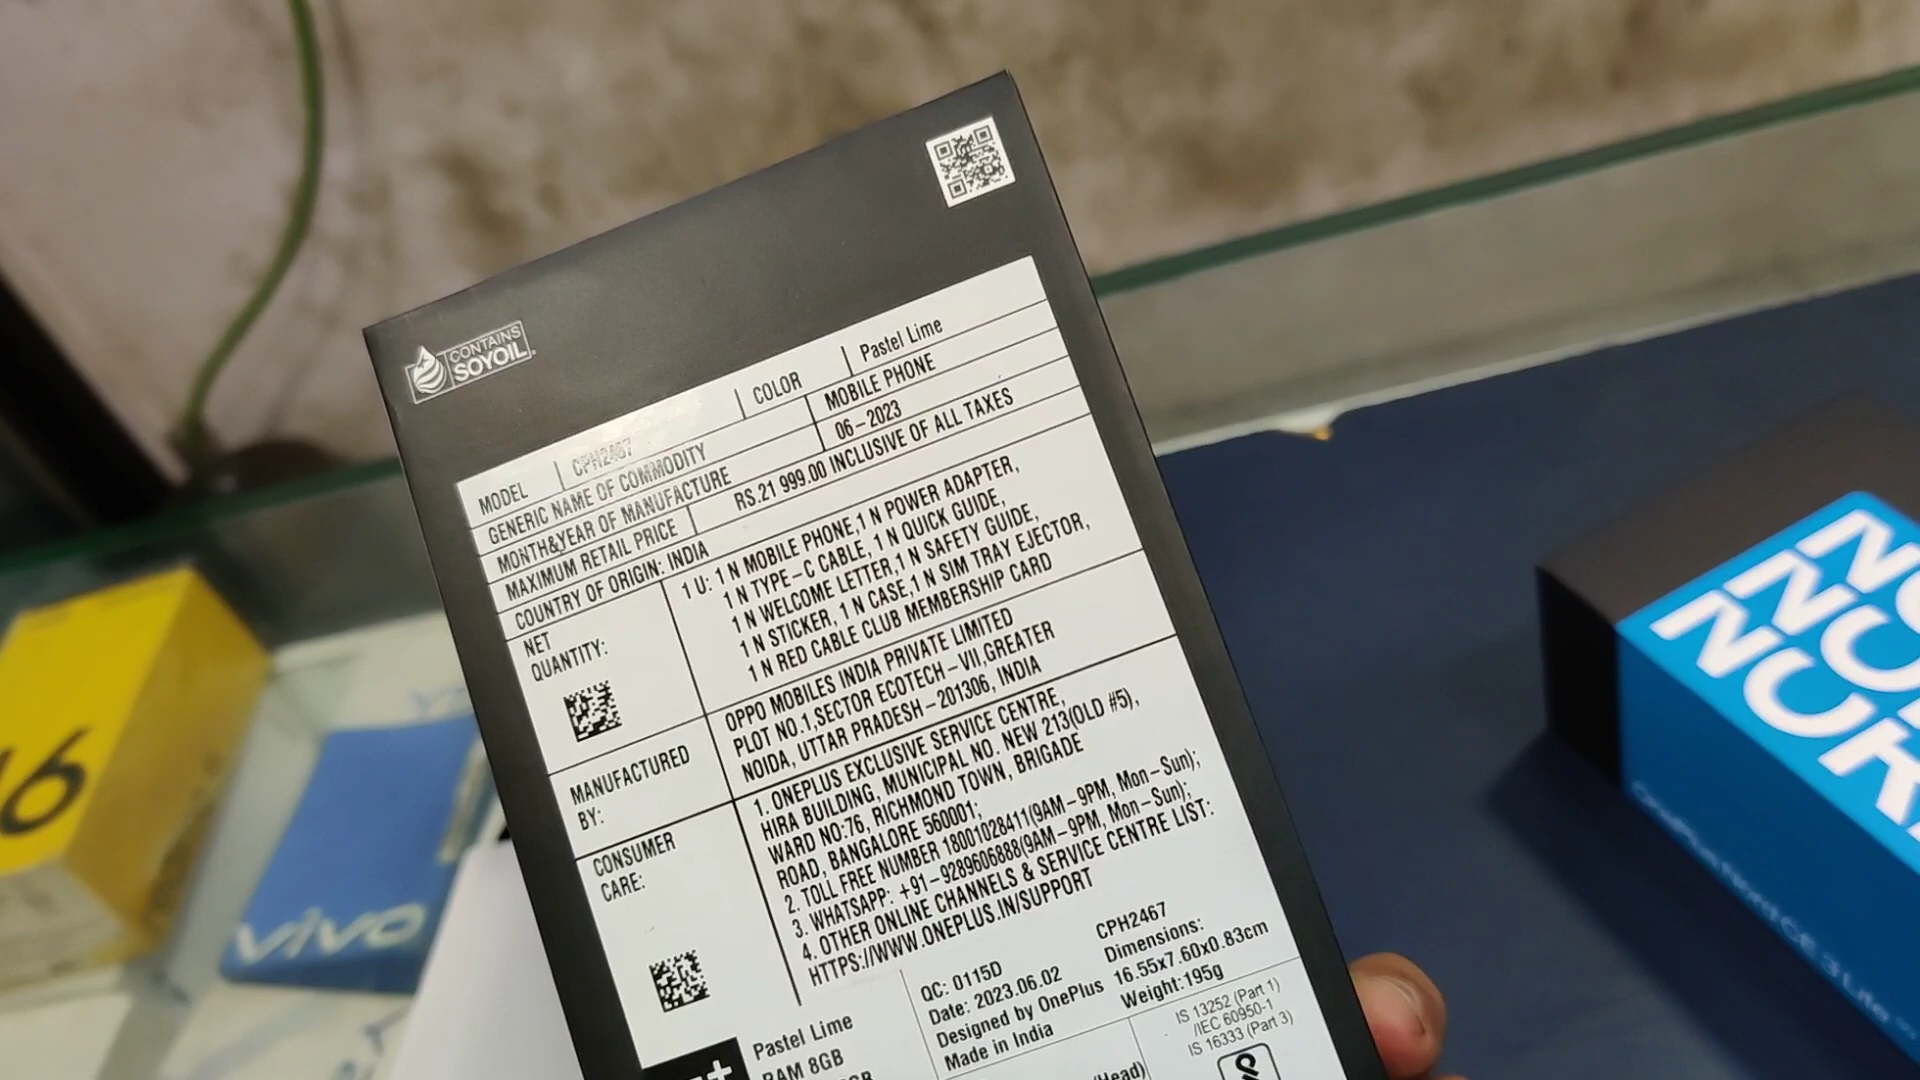 CONTAINS
SOYOIL
MODEL CPH2467 COLOR Pastel Lime
GENERIC NAME OF COMMODITY MOBILE PHONE
MONTH&YEAR OF MANUFACTURE 06-2023
MAXIMUM RETAIL PRICE RS.21 999.00 INCLUSIVE OF ALL TAXES
COUNTRY OF ORIGIN: INDIA
NET
QUANTITY:
1 U: 1 N MOBILE PHONE,1 N POWER ADAPTER,
1 N TYPE-C CABLE, 1 N QUICK GUIDE,
1 N WELCOME LETTER,1 N SAFETY GUIDE,
1 N STICKER, 1 N CASE,1 N SIM TRAY EJECTOR,
1 N RED CABLE CLUB MEMBERSHIP CARD
MANUFACTURED
BY:
OPPO MOBILES INDIA PRIVATE LIMITED
PLOT NO.1,SECTOR ECOTECH-VII,GREATER
NOIDA, UTTAR PRADESH-201306, INDIA
CONSUMER
CARE:
1. ONEPLUS EXCLUSIVE SERVICE CENTRE,
HIRA BUILDING, MUNICIPAL NO. NEW 213(OLD #5),
WARD NO:76, RICHMOND TOWN, BRIGADE
ROAD, BANGALORE 560001;
2. TOLL FREE NUMBER 18001028411(9AM-9PM, Mon-Sun);
3. WHATSAPP: +91-9289606888(9AM-9PM, Mon-Sun);
4. OTHER ONLINE CHANNELS & SERVICE CENTRE LIST:
HTTPS://WWW.ONEPLUS.IN/SUPPORT
Pastel Lime
RAM 8GB
QC: 0115D
Date: 2023.06.02
Designed by OnePlus
Made in India
CPH2467
Dimensions:
16.55x7.60x0.83cm
Weight:195g
IS 13252 (Part 1)
/IEC 60950-1
IS 16333 (Part 3)
(Head)
vivo
OnePlus Nord CE 3 Lite